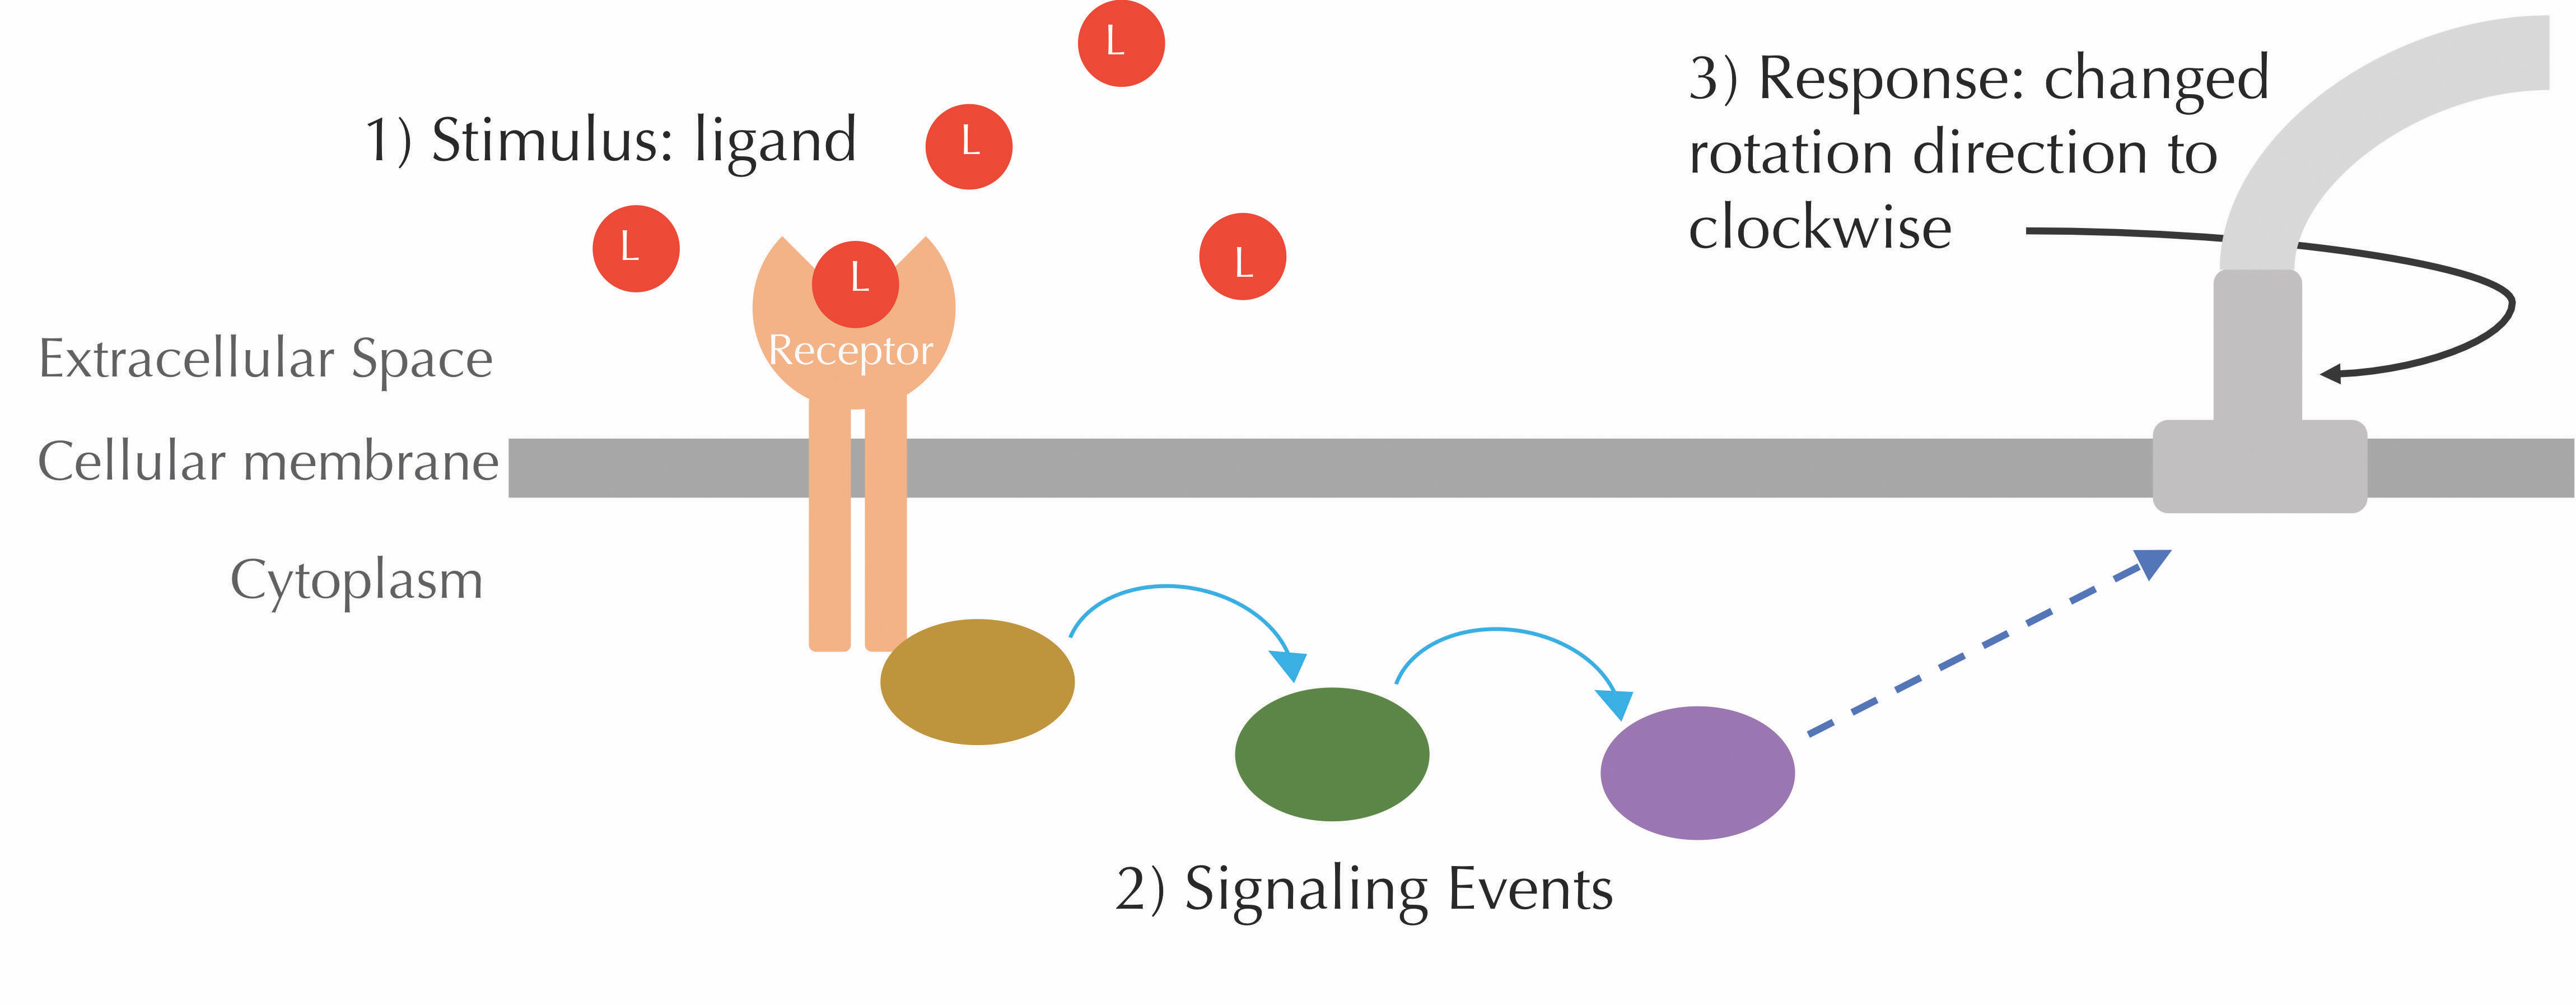 L
1) Stimulus: ligand
L
L
L
L
Receptor
3) Response: changed
rotation direction to
clockwise
Extracellular Space
Cellular membrane
Cytoplasm
2) Signaling Events